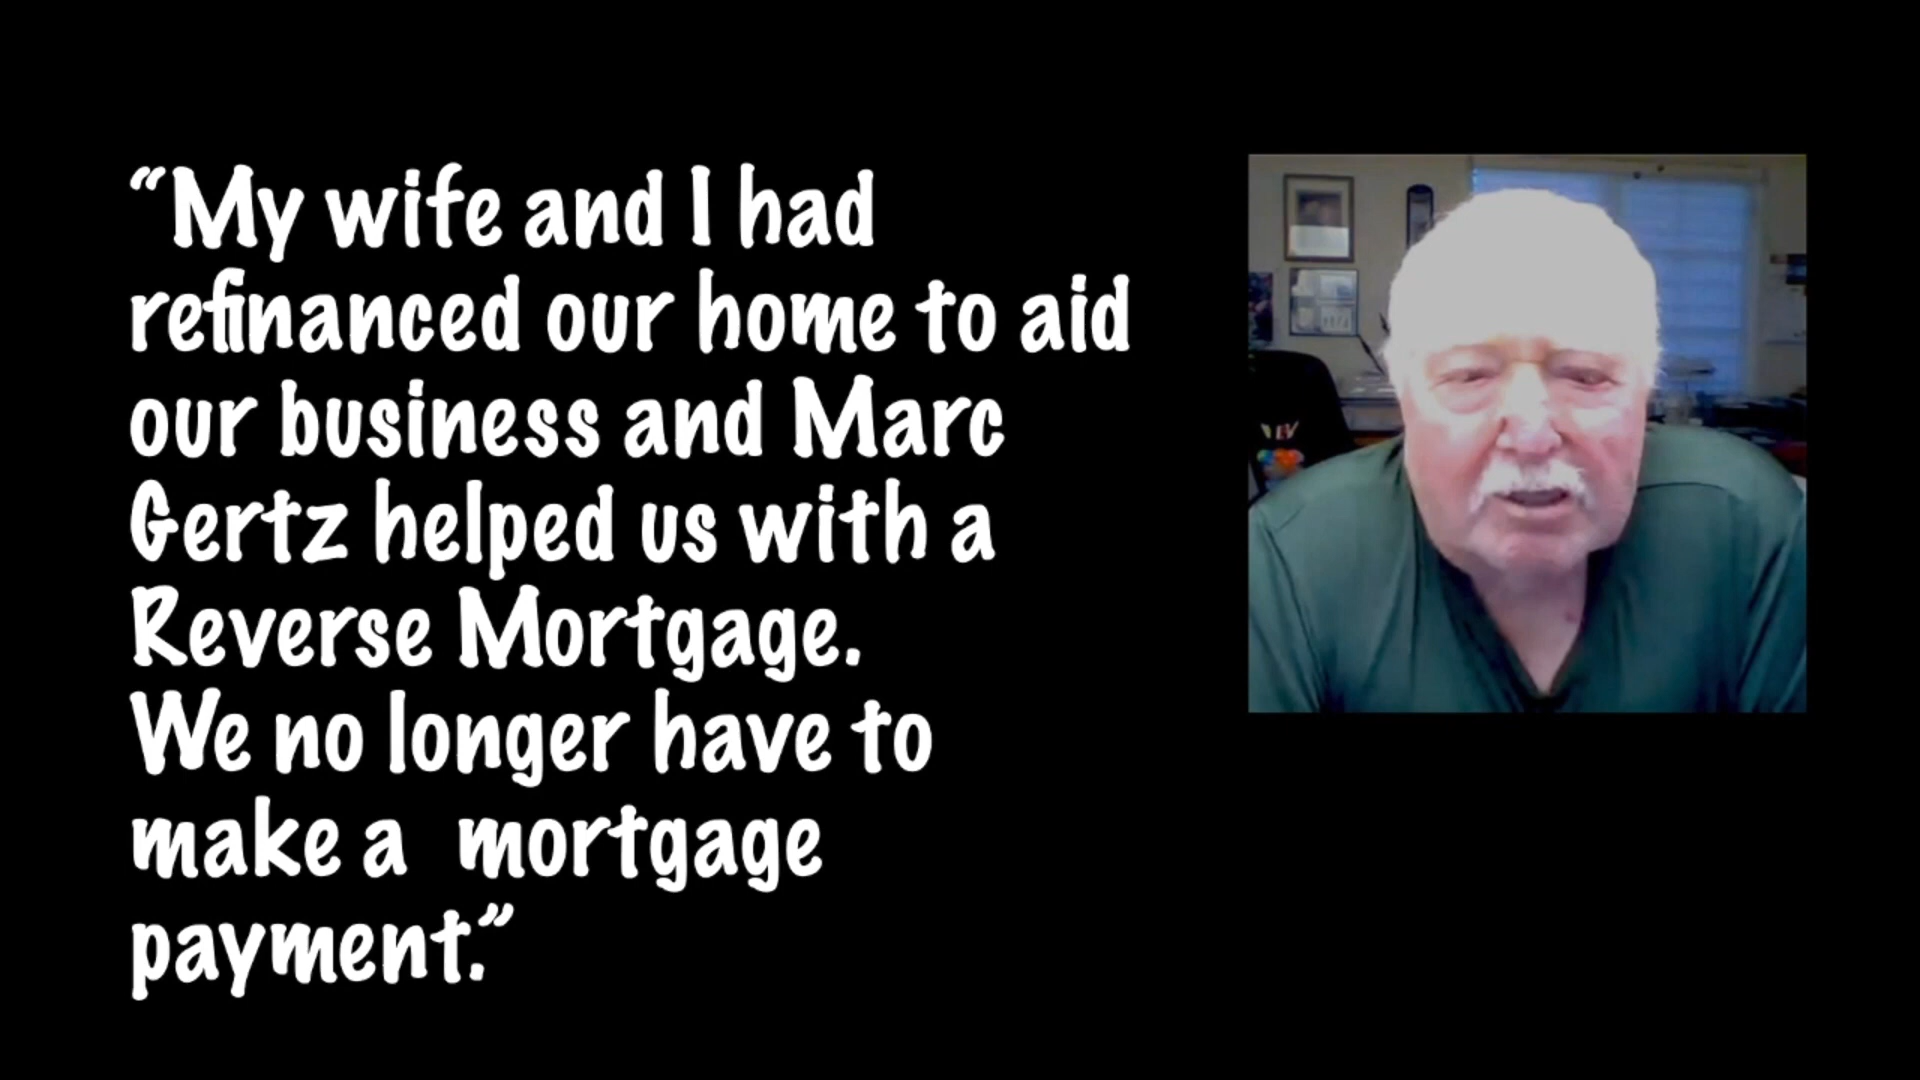 “My wife and I had
refinanced our home to aid
our business and Marc
Gertz helped us with a
Reverse Mortgage.
We no longer have to
make a  mortgage
payment.”